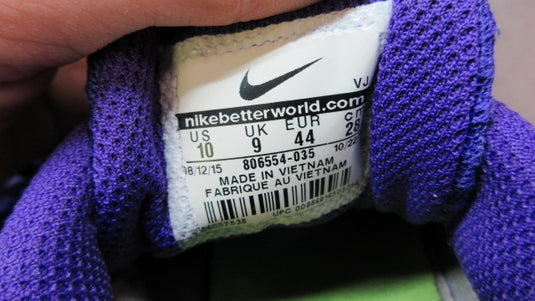 VJ
nikebetterworld.com
US UK EUR CM
10 9 44 28
08/12/15 806554-035 10/22
MADE IN VIETNAM
FABRIQUE AU VIETNAM
UPC